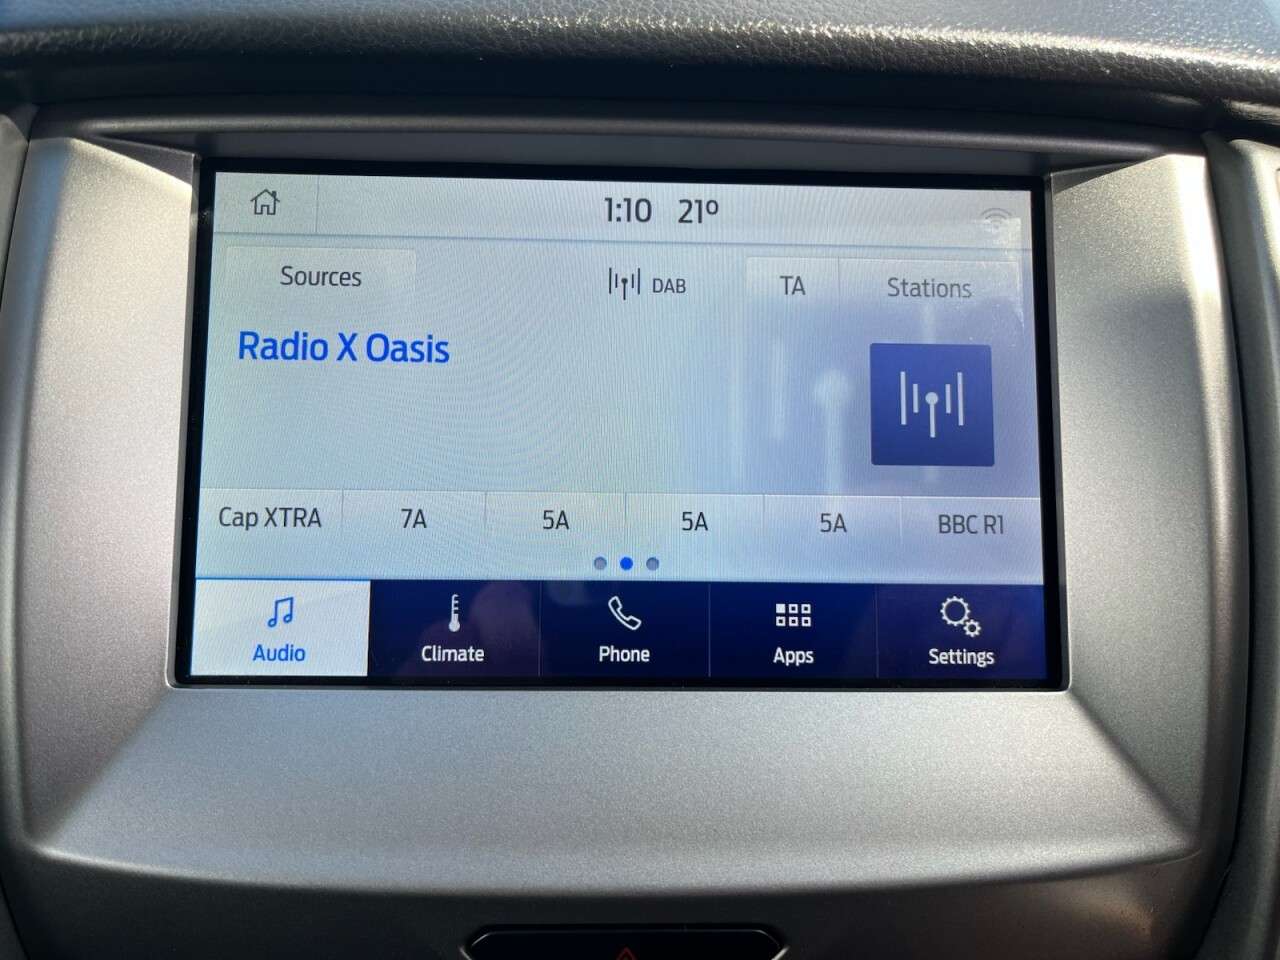 1:10 21º
Sources DAB TA Stations
Radio X Oasis
Cap XTRA 7A 5A 5A 5A BBC R1
Audio Climate Phone Apps Settings